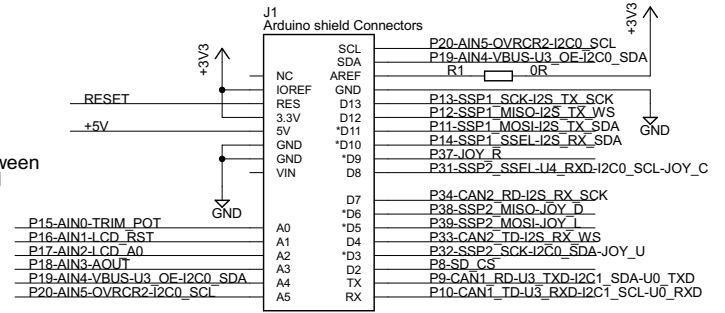 J1
Arduino shield Connectors
+3V3
+3V3
SCL P20-AIN5-OVRCR2-I2C0_SCL
SDA P19-AIN4-VBUS-U3_OE-I2C0_SDA
NC AREF R1 0R
IOREF GND
RESET RES D13 P13-SSP1_SCK-I2S_TX_SCK
3.3V D12 P12-SSP1_MISO-I2S_TX_WS
+5V 5V *D11 P11-SSP1_MOSI-I2S_TX_SDA GND
GND *D10 P14-SSP1_SSEL-I2S_RX_SDA
ween GND *D9 P37-JOY_R
VIN D8 P31-SSP2_SSEL-U4_RXD-I2C0_SCL-JOY_C
D7 P34-CAN2_RD-I2S_RX_SCK
GND *D6 P38-SSP2_MISO-JOY_D
P15-AIN0-TRIM_POT A0 *D5 P39-SSP2_MOSI-JOY_L
P16-AIN1-LCD_RST A1 D4 P33-CAN2_TD-I2S_RX_WS
P17-AIN2-LCD_A0 A2 *D3 P32-SSP2_SCK-I2C0_SDA-JOY_U
P18-AIN3-AOUT A3 D2 P8-SD_CS
P19-AIN4-VBUS-U3_OE-I2C0_SDA A4 TX P9-CAN1_RD-U3_TXD-I2C1_SDA-U0_TXD
P20-AIN5-OVRCR2-I2C0_SCL A5 RX P10-CAN1_TD-U3_RXD-I2C1_SCL-U0_RXD